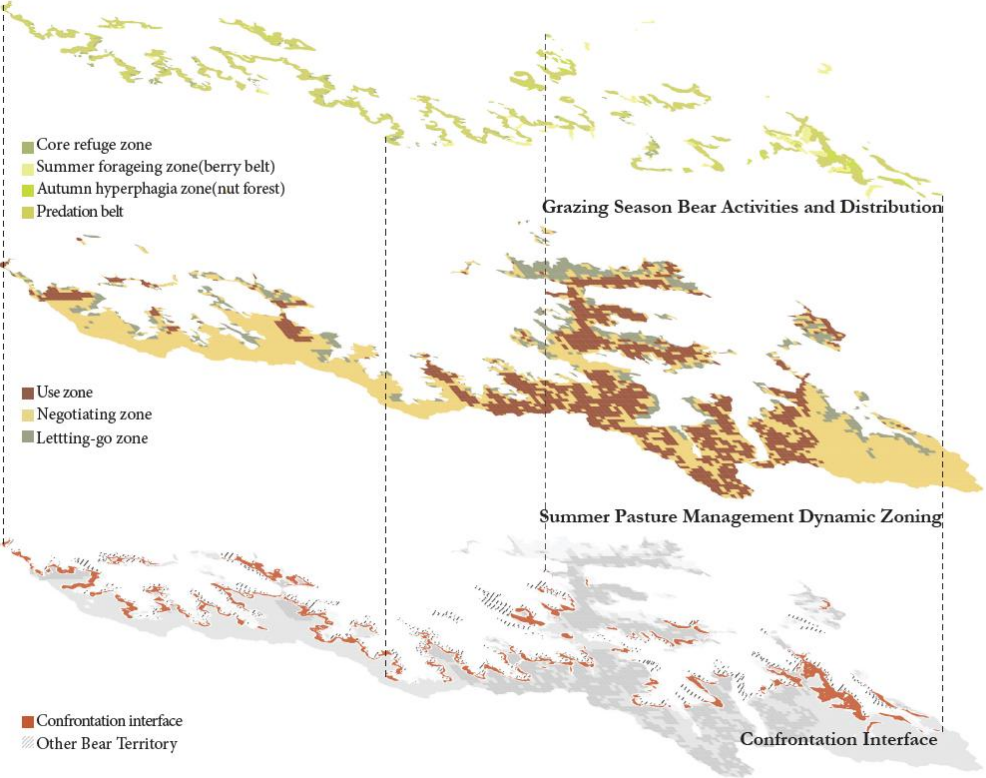 Core refuge zone
Summer forageing zone(berry belt)
Autumn hyperphagia zone(nut forest)
Predation belt
Grazing Season Bear Activities and Distribution
Use zone
Negotiating zone
Lettting-go zone
Summer Pasture Management Dynamic Zoning
Confrontation interface
Other Bear Territory
Confrontation Interface